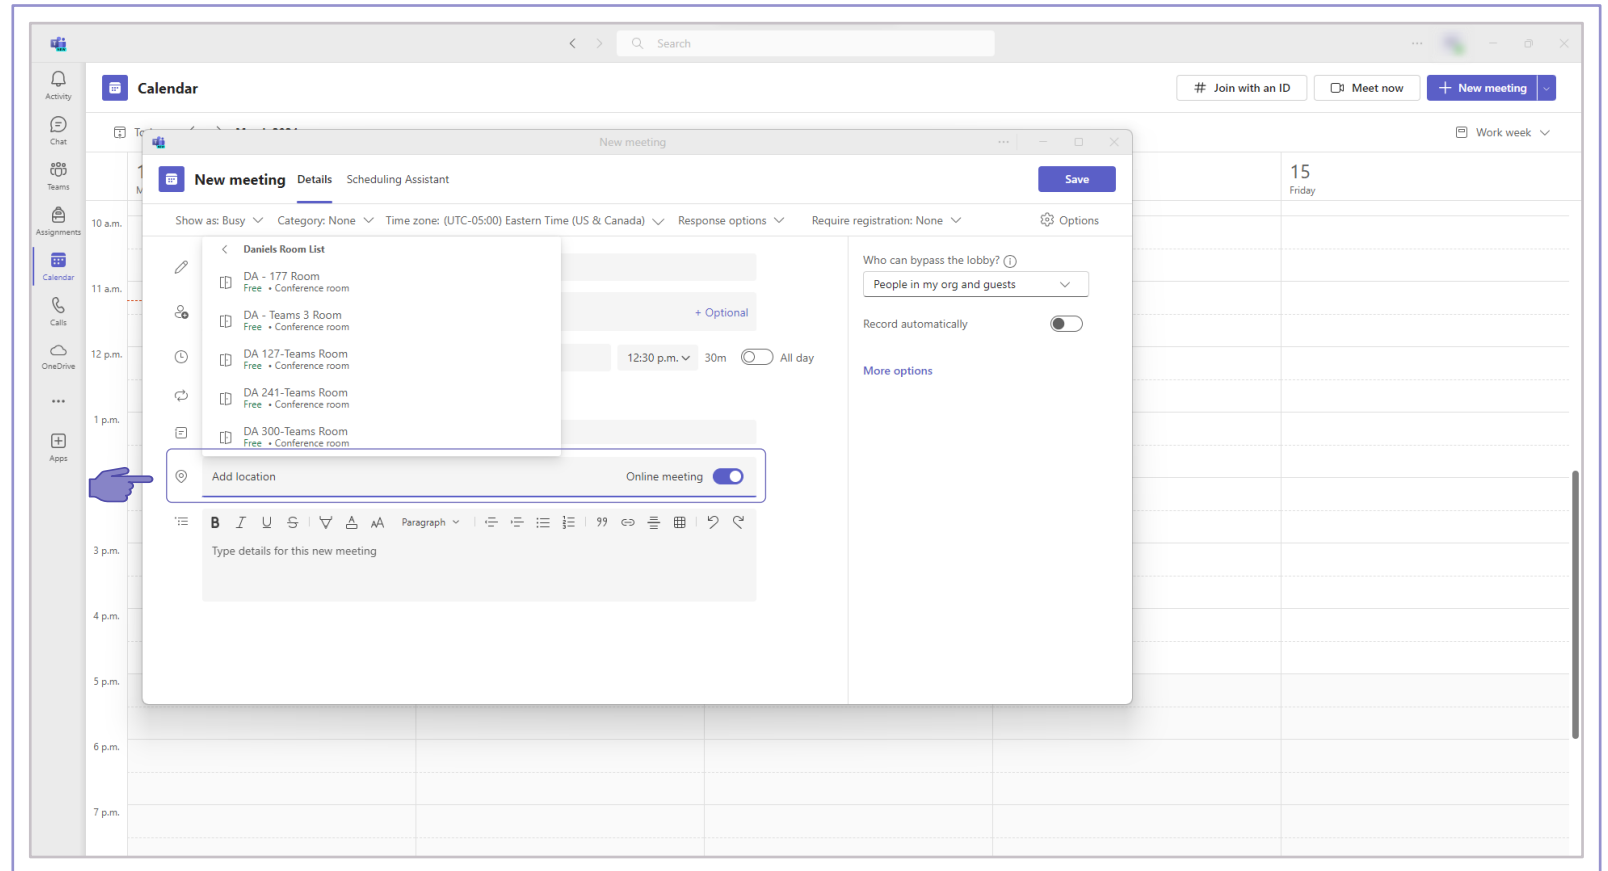 Search
Activity
Calendar
# Join with an ID
Meet now
New meeting
Chat
Work week
New meeting
Teams
15
Friday
New meeting
Details
Scheduling Assistant
Save
Assignments
10 a.m.
Show as: Busy
Category: None
Time zone: (UTC-05:00) Eastern Time (US & Canada)
Response options
Require registration: None
Options
Calendar
Daniels Room List
DA - 177 Room
Free • Conference room
DA - Teams 3 Room
Free • Conference room
DA 127-Teams Room
Free • Conference room
DA 241-Teams Room
Free • Conference room
DA 300-Teams Room
Free • Conference room
Who can bypass the lobby?
People in my org and guests
Record automatically
More options
11 a.m.
Calls
+ Optional
12 p.m.
OneDrive
12:30 p.m.
30m
All day
1 p.m.
Apps
Add location
Online meeting
B I U S A AA Paragraph
Type details for this new meeting
3 p.m.
4 p.m.
5 p.m.
6 p.m.
7 p.m.